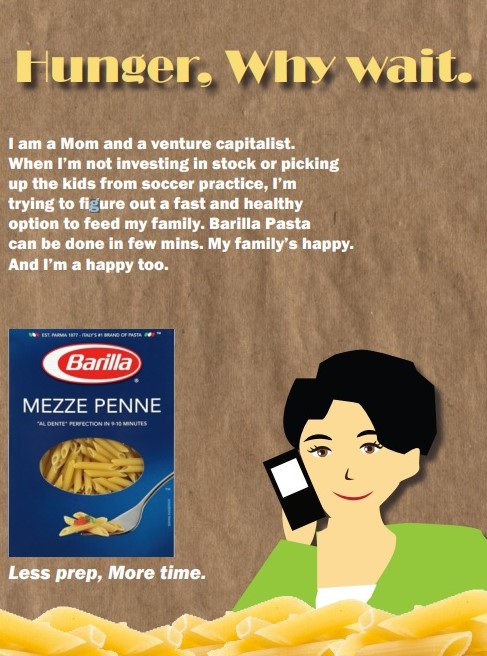 Hunger, Why wait.
I am a Mom and a venture capitalist.
When I'm not investing in stock or picking
up the kids from soccer practice, I'm
trying to figure out a fast and healthy
option to feed my family. Barilla Pasta
can be done in few mins. My family's happy.
And I'm a happy too.
EST. PARMA 1877 - ITALY'S #1 BRAND OF PASTA ™
Barilla ®
MEZZE PENNE
"AL DENTE" PERFECTION IN 9-10 MINUTES
Less prep, More time.